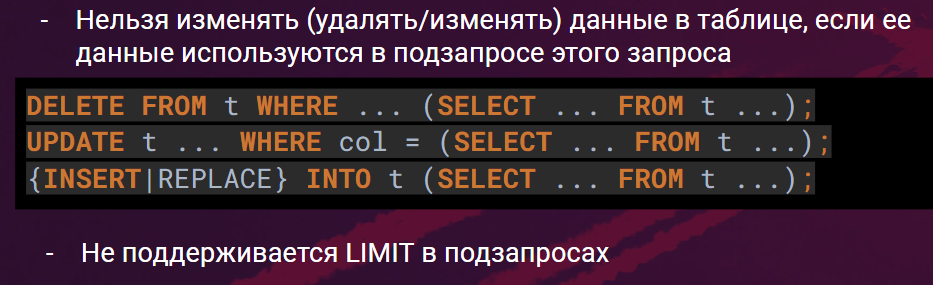 - Нельзя изменять (удалять/изменять) данные в таблице, если ее
данные используются в подзапросе этого запроса
DELETE FROM t WHERE ... (SELECT ... FROM t ...);
UPDATE t ... WHERE col = (SELECT ... FROM t ...);
{INSERT|REPLACE} INTO t (SELECT ... FROM t ...);
- Не поддерживается LIMIT в подзапросах